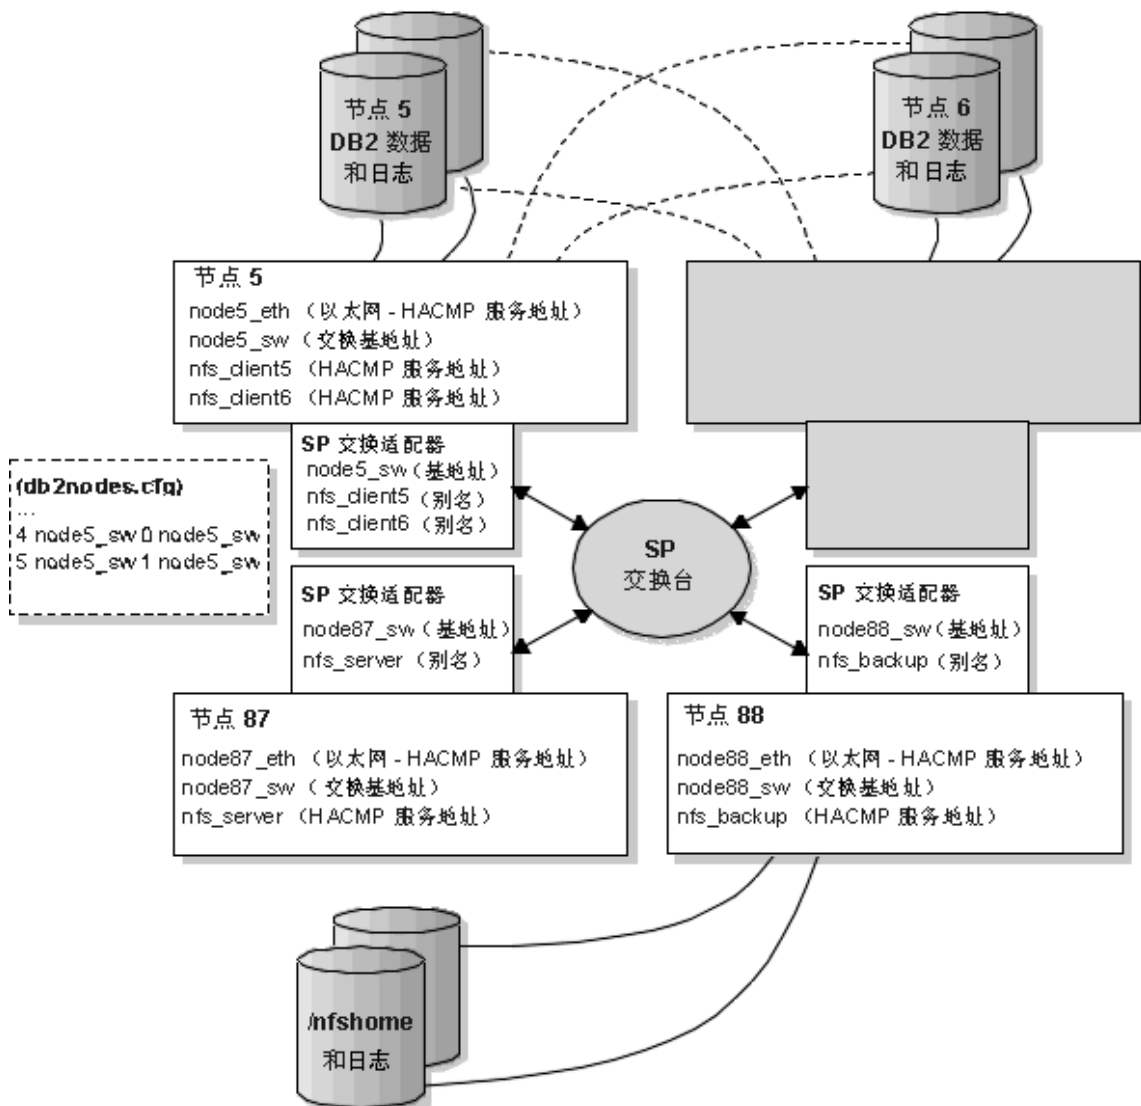 节点 5
DB2 数据
和日志
节点 6
DB2 数据
和日志
节点 5
node5_eth （以太网 - HACMP 服务地址）
node5_sw （交换基地址）
nfs_client5 （HACMP 服务地址）
nfs_client6 （HACMP 服务地址）
SP 交换适配器
node5_sw（基地址）
nfs_client5（别名）
nfs_client6（别名）
(db2nodes.cfg)
...
4 node5_sw 0 node5_sw
5 node5_sw 1 node5_sw
SP
交换台
SP 交换适配器
node87_sw（基地址）
nfs_server（别名）
SP 交换适配器
node88_sw（基地址）
nfs_backup（别名）
节点 87
node87_eth （以太网 - HACMP 服务地址）
node87_sw （交换基地址）
nfs_server （HACMP 服务地址）
节点 88
node88_eth （以太网 - HACMP 服务地址）
node88_sw （交换基地址）
nfs_backup （HACMP 服务地址）
/nfshome
和日志